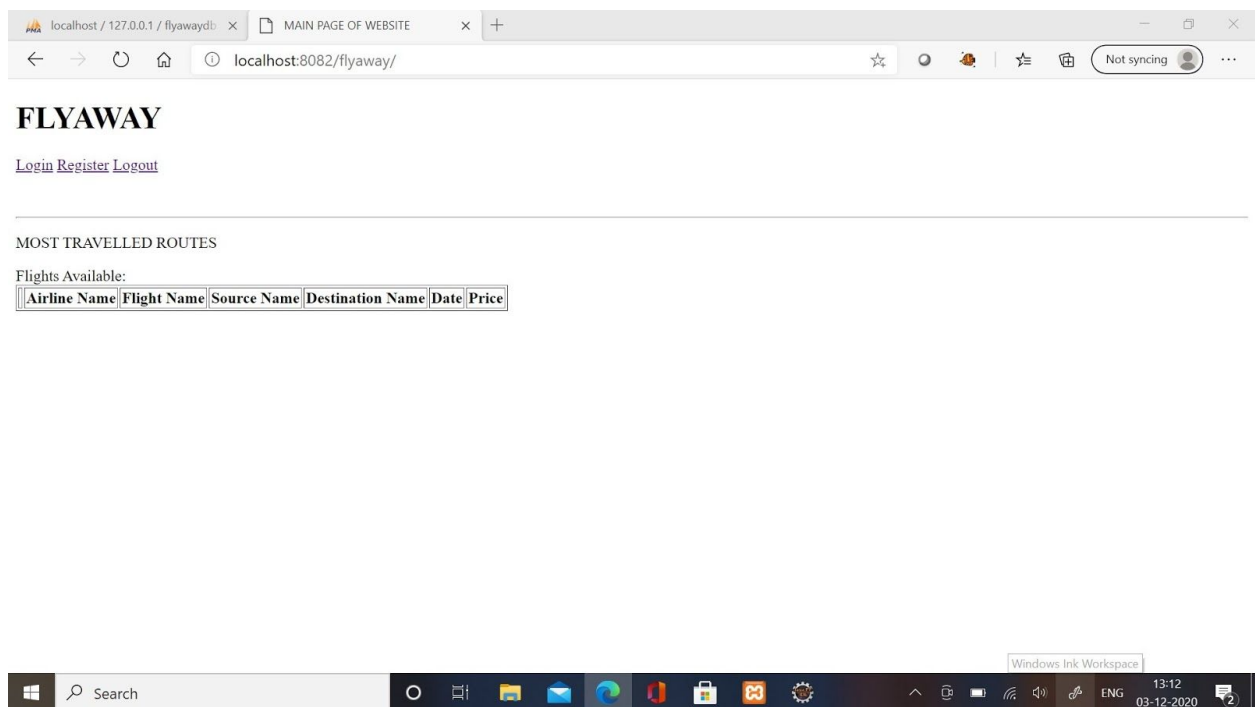 localhost / 127.0.0.1 / flyawaydb
MAIN PAGE OF WEBSITE
localhost:8082/flyaway/
Not syncing
FLYAWAY
Login Register Logout
MOST TRAVELLED ROUTES
Flights Available:
Airline Name Flight Name Source Name Destination Name Date Price
Windows Ink Workspace
Search
ENG
13:12
03-12-2020
2